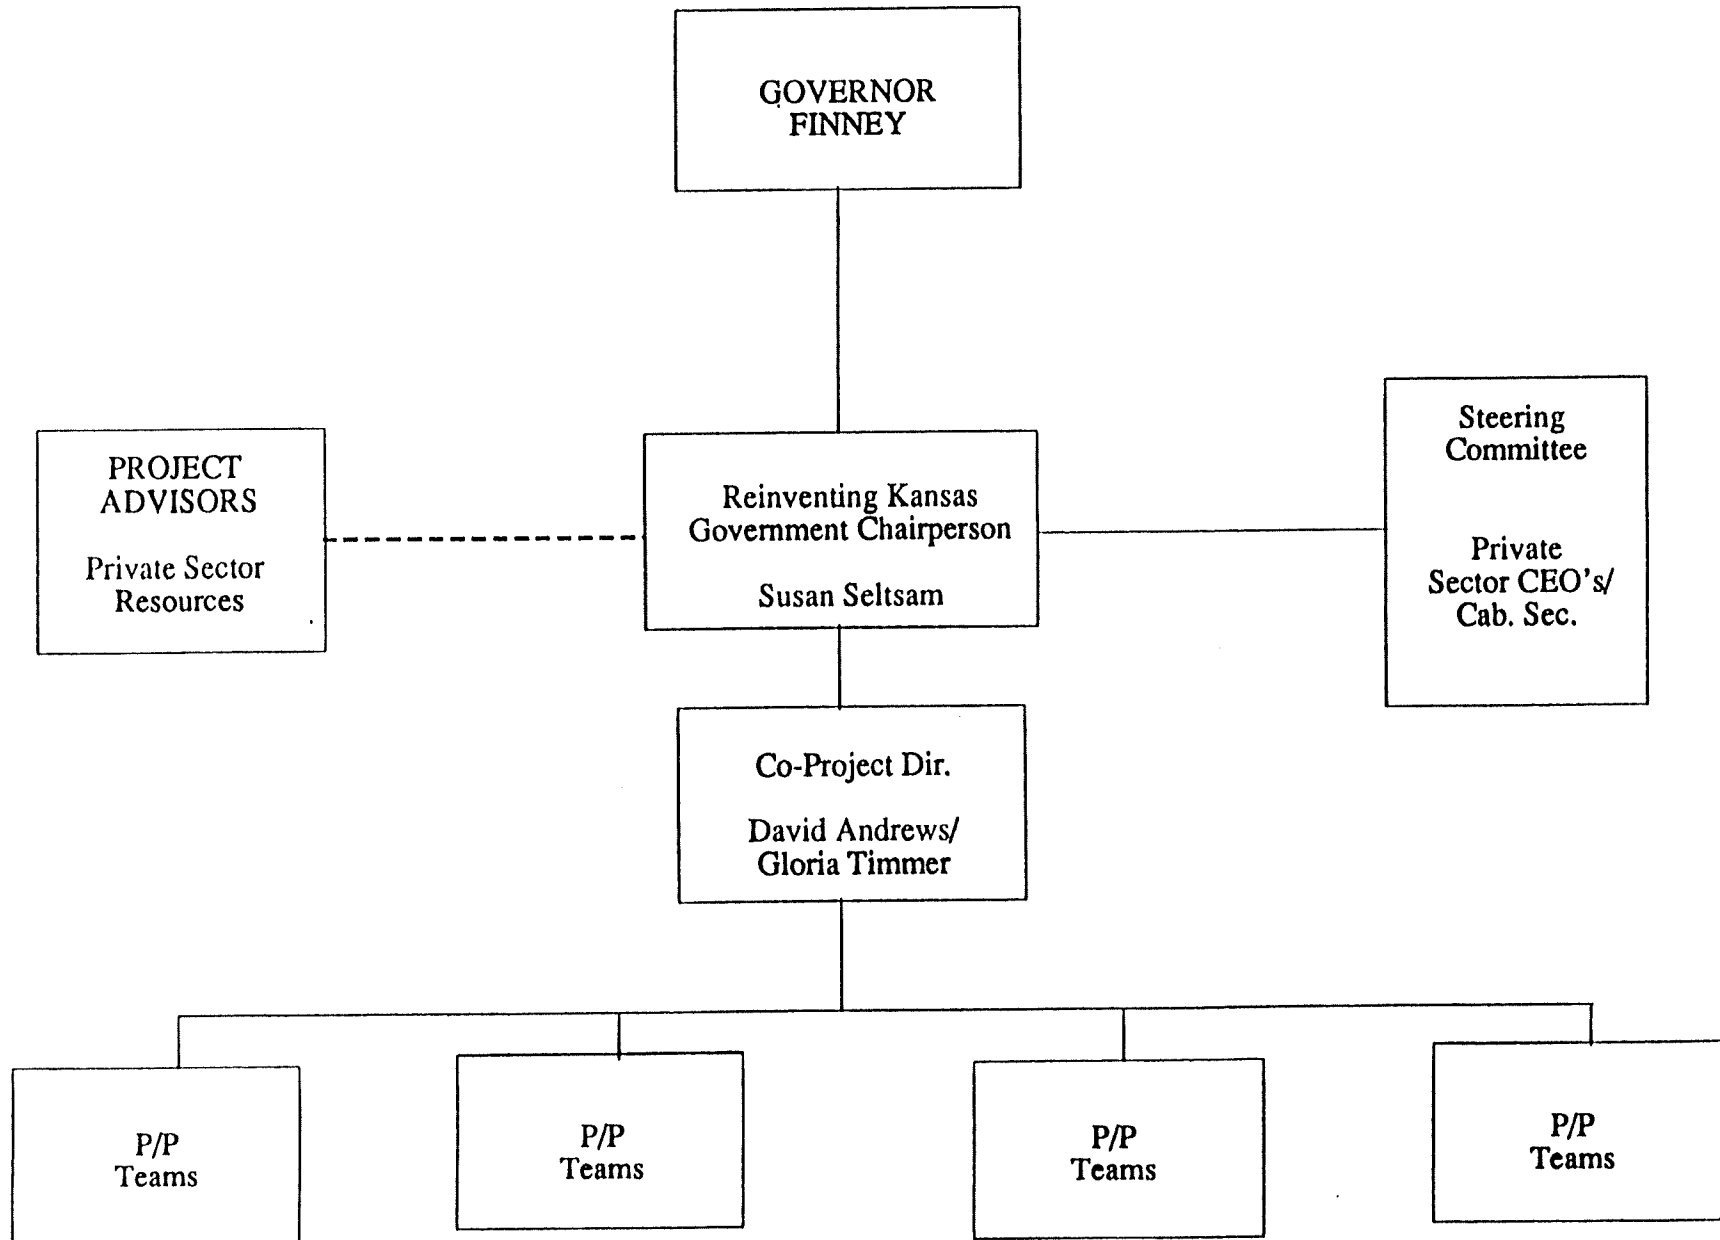 GOVERNOR
FINNEY
PROJECT
ADVISORS
Private Sector
Resources
Reinventing Kansas
Government Chairperson
Susan Seltsam
Steering
Committee
Private
Sector CEO's/
Cab. Sec.
Co-Project Dir.
David Andrews/
Gloria Timmer
P/P
Teams
P/P
Teams
P/P
Teams
P/P
Teams